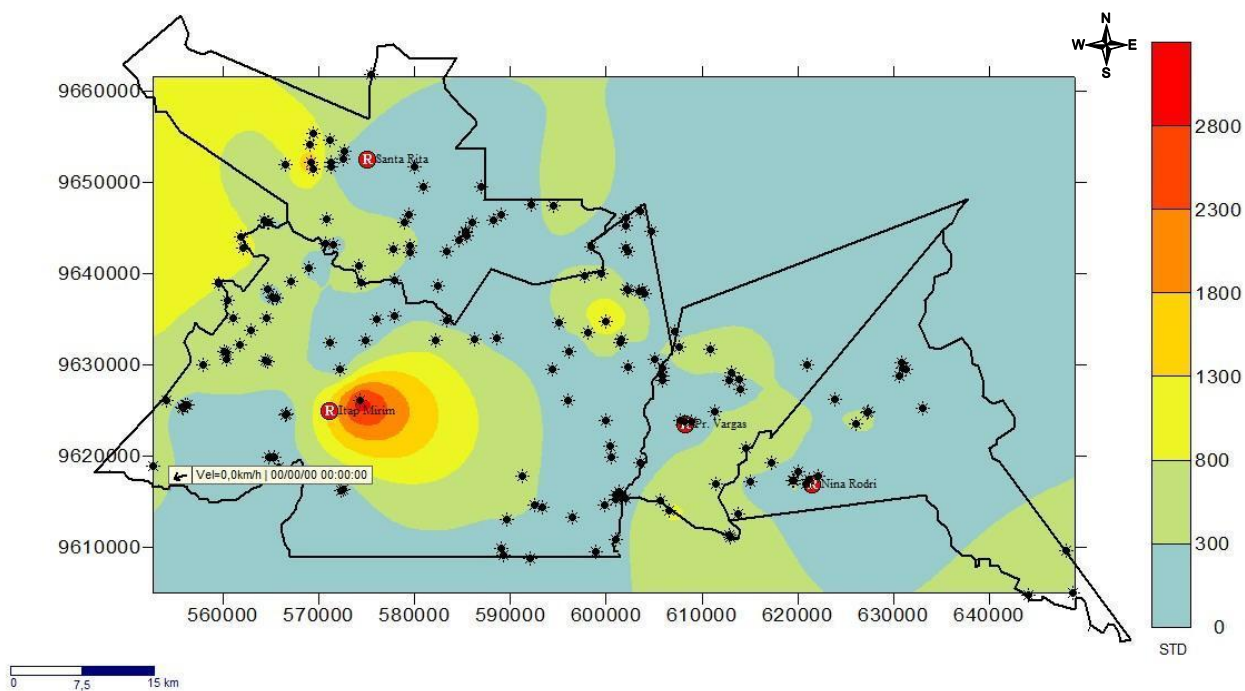 N
W E
S
9660000
9650000
9640000
9630000
9620000
9610000
R Santa Rita
R Itap Mirim
R Pr. Vargas
R Nina Rodri
Vel=0,0km/h | 00/00/00 00:00:00
560000 570000 580000 590000 600000 610000 620000 630000 640000
2800
2300
1800
1300
800
300
0
STD
0 7,5 15 km